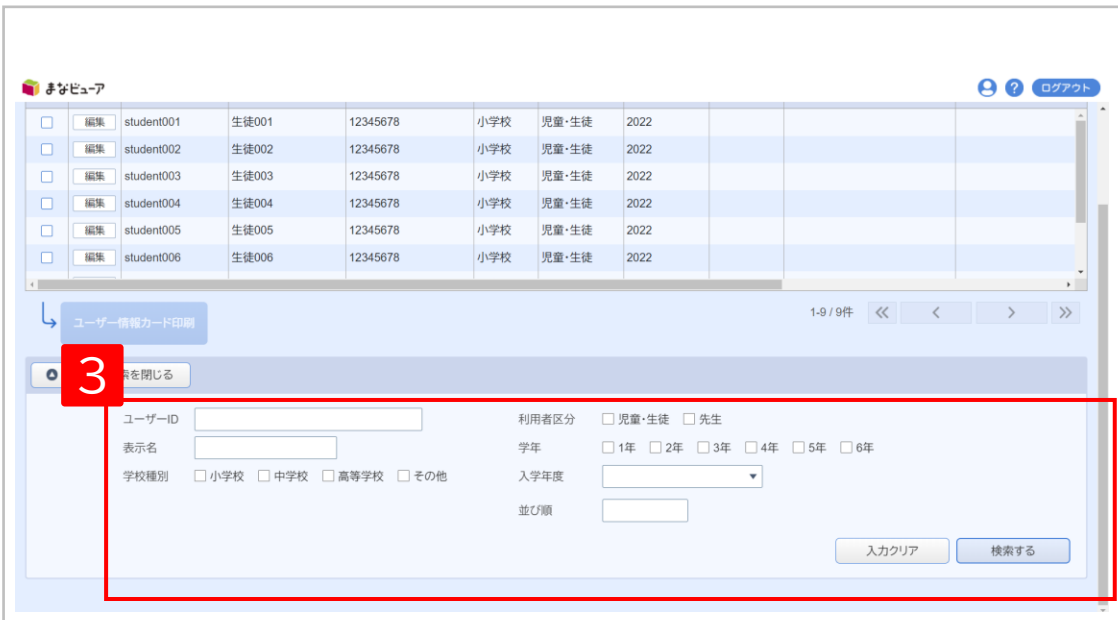 まなビューア ? ログアウト
編集 student001 生徒001 12345678 小学校 児童・生徒 2022
編集 student002 生徒002 12345678 小学校 児童・生徒 2022
編集 student003 生徒003 12345678 小学校 児童・生徒 2022
編集 student004 生徒004 12345678 小学校 児童・生徒 2022
編集 student005 生徒005 12345678 小学校 児童・生徒 2022
編集 student006 生徒006 12345678 小学校 児童・生徒 2022
ユーザー情報カード印刷 1-9 / 9件
3
を閉じる
ユーザーID 利用者区分 児童・生徒 先生
表示名 学年 1年 2年 3年 4年 5年 6年
学校種別 小学校 中学校 高等学校 その他 入学年度
並び順
入力クリア 検索する